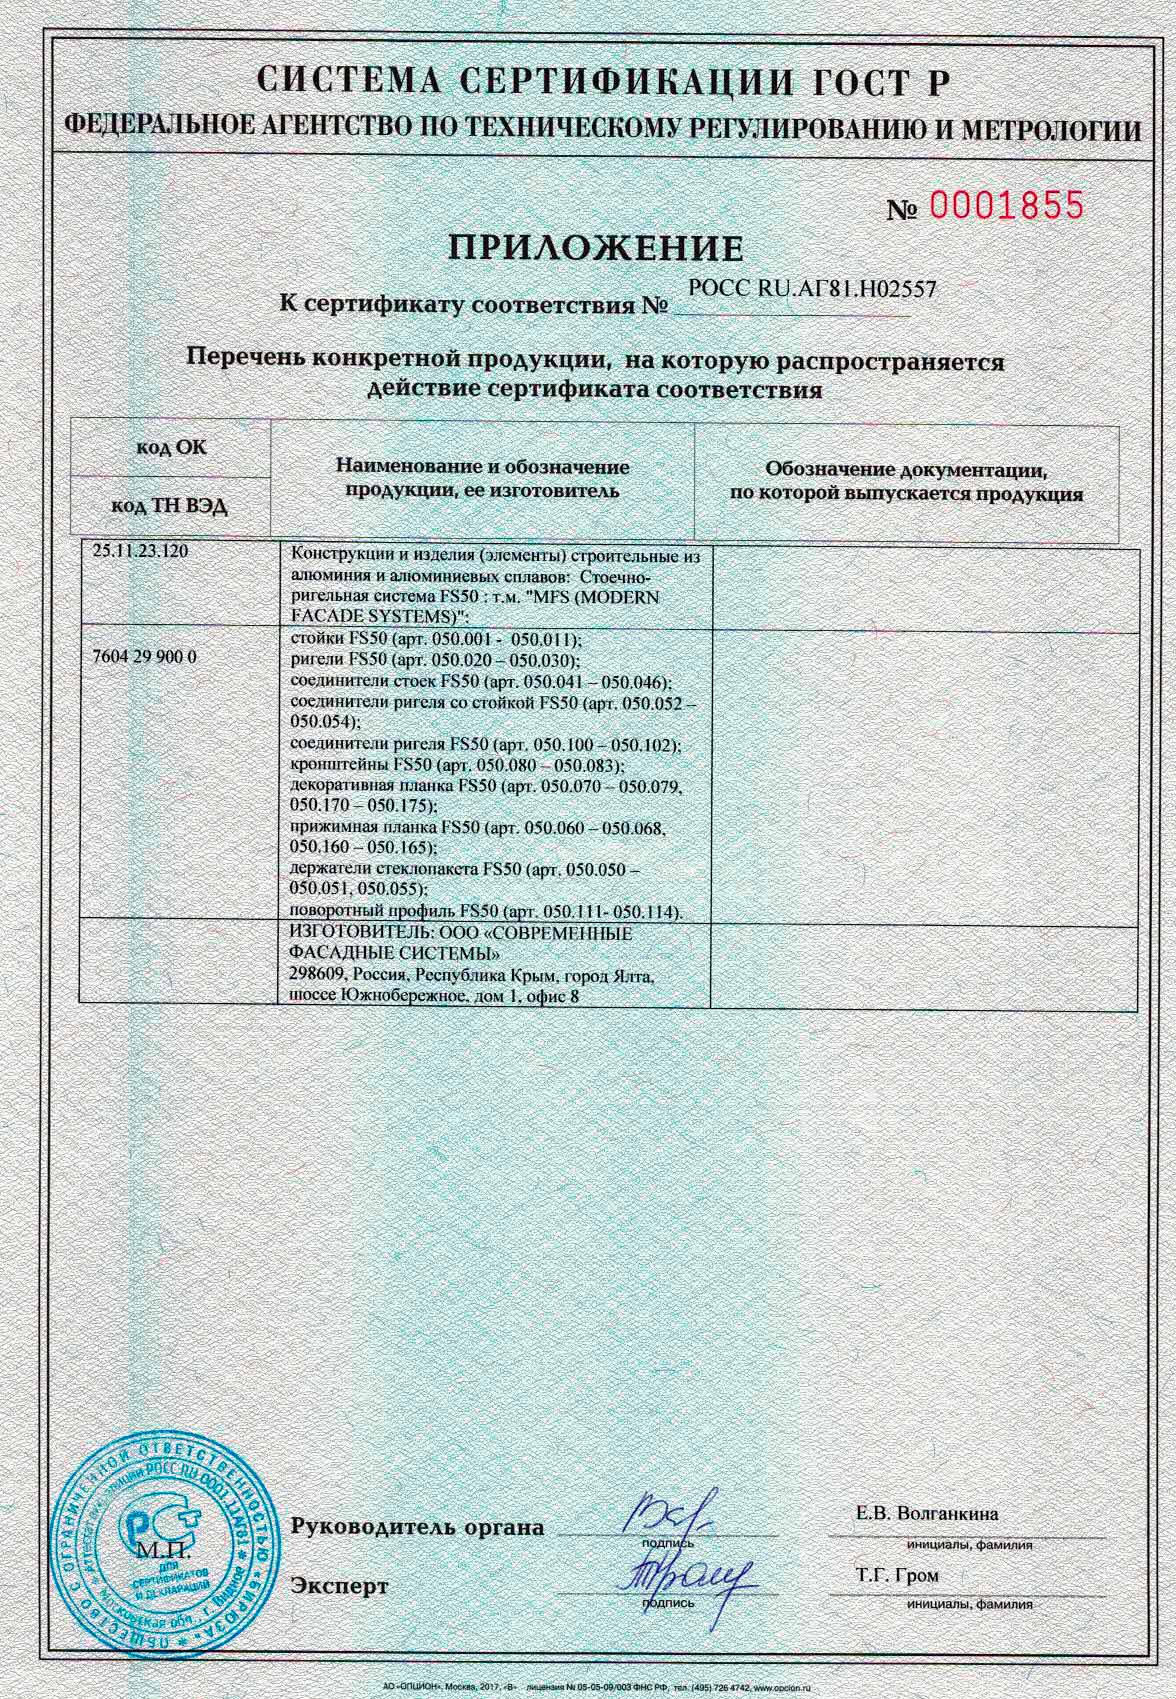 СИСТЕМА СЕРТИФИКАЦИИ ГОСТ Р
ФЕДЕРАЛЬНОЕ АГЕНТСТВО ПО ТЕХНИЧЕСКОМУ РЕГУЛИРОВАНИЮ И МЕТРОЛОГИИ
№ 0001855
ПРИЛОЖЕНИЕ
К сертификату соответствия № РОСС RU.АГ81.Н02557
Перечень конкретной продукции, на которую распространяется
действие сертификата соответствия
код ОК
код ТН ВЭД
Наименование и обозначение
продукции, ее изготовитель
Обозначение документации,
по которой выпускается продукция
25.11.23.120
Конструкции и изделия (элементы) строительные из
алюминия и алюминиевых сплавов: Стоечно-
ригельная система FS50 : т.м. "MFS (MODERN
FACADE SYSTEMS)":
7604 29 900 0
стойки FS50 (арт. 050.001 - 050.011);
ригели FS50 (арт. 050.020 – 050.030);
соединители стоек FS50 (арт. 050.041 – 050.046);
соединители ригеля со стойкой FS50 (арт. 050.052 –
050.054);
соединители ригеля FS50 (арт. 050.100 – 050.102);
кронштейны FS50 (арт. 050.080 – 050.083);
декоративная планка FS50 (арт. 050.070 – 050.079,
050.170 – 050.175);
прижимная планка FS50 (арт. 050.060 – 050.068,
050.160 – 050.165);
держатели стеклопакета FS50 (арт. 050.050 –
050.051, 050.055);
поворотный профиль FS50 (арт. 050.111- 050.114).
ИЗГОТОВИТЕЛЬ: ООО «СОВРЕМЕННЫЕ
ФАСАДНЫЕ СИСТЕМЫ»
298609, Россия, Республика Крым, город Ялта,
шоссе Южнобережное, дом 1, офис 8
ОБЩЕСТВО С ОГРАНИЧЕННОЙ ОТВЕТСТВЕННОСТЬЮ «БИРЮЗА»
РОСС RU.0001.11АГ81
Московская обл., г. Видное
М.П.
ДЛЯ
СЕРТИФИКАТОВ
И ДЕКЛАРАЦИЙ
Руководитель органа
подпись
Е.В. Волганкина
инициалы, фамилия
Эксперт
подпись
Т.Г. Гром
инициалы, фамилия
АО «ОПЦИОН», Москва, 2017, «В» лицензия № 05-05-09/003 ФНС РФ, тел. (495) 726 4742, www.opcion.ru